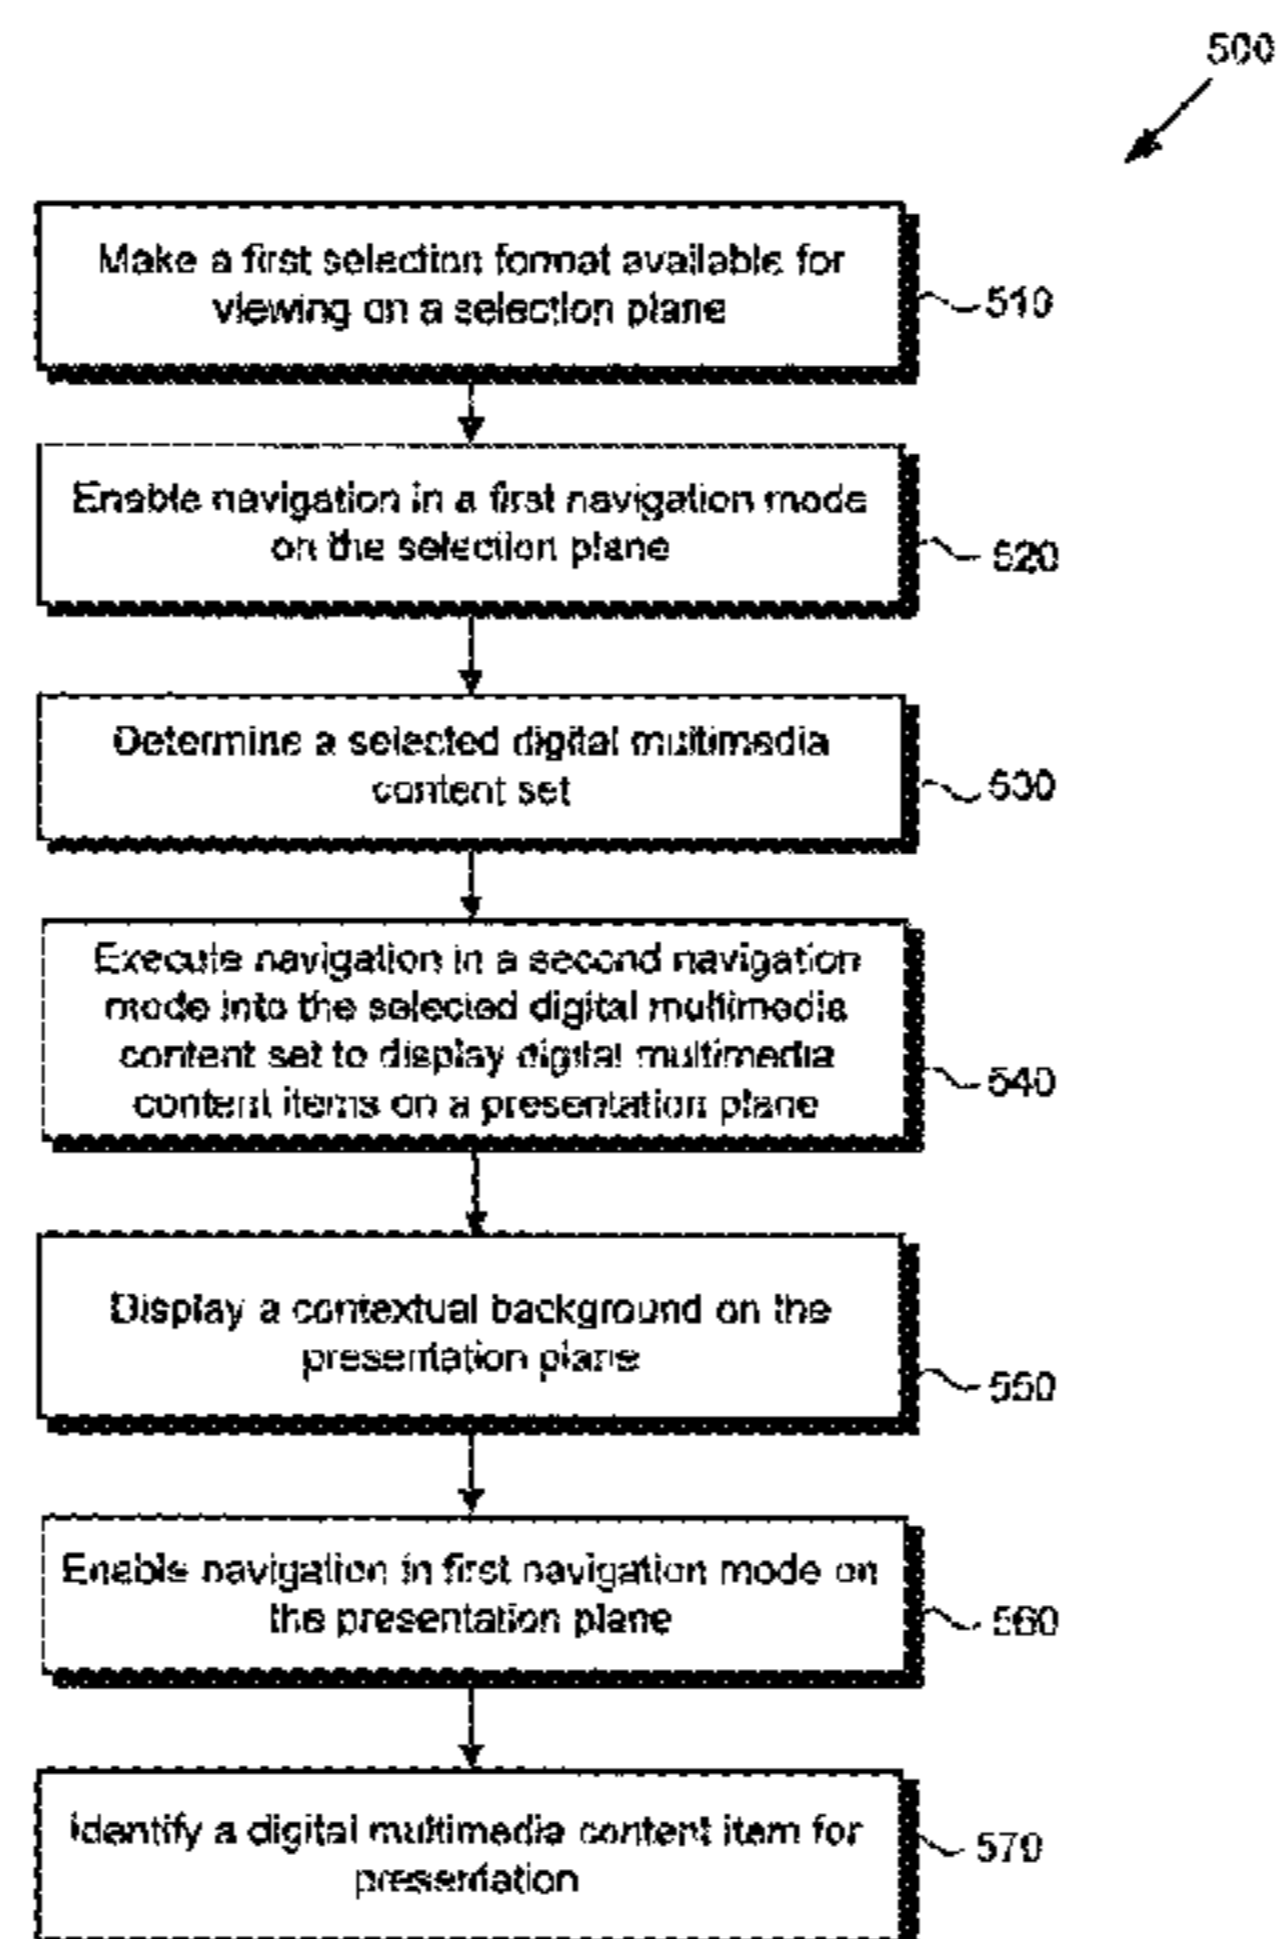 500
Make a first selection format available for
viewing on a selection plane
510
Enable navigation in a first navigation mode
on the selection plane
520
Determine a selected digital multimedia
content set
530
Execute navigation in a second navigation
mode into the selected digital multimedia
content set to display digital multimedia
content items on a presentation plane
540
Display a contextual background on the
presentation plane
550
Enable navigation in first navigation mode on
the presentation plane
560
Identify a digital multimedia content item for
presentation
570